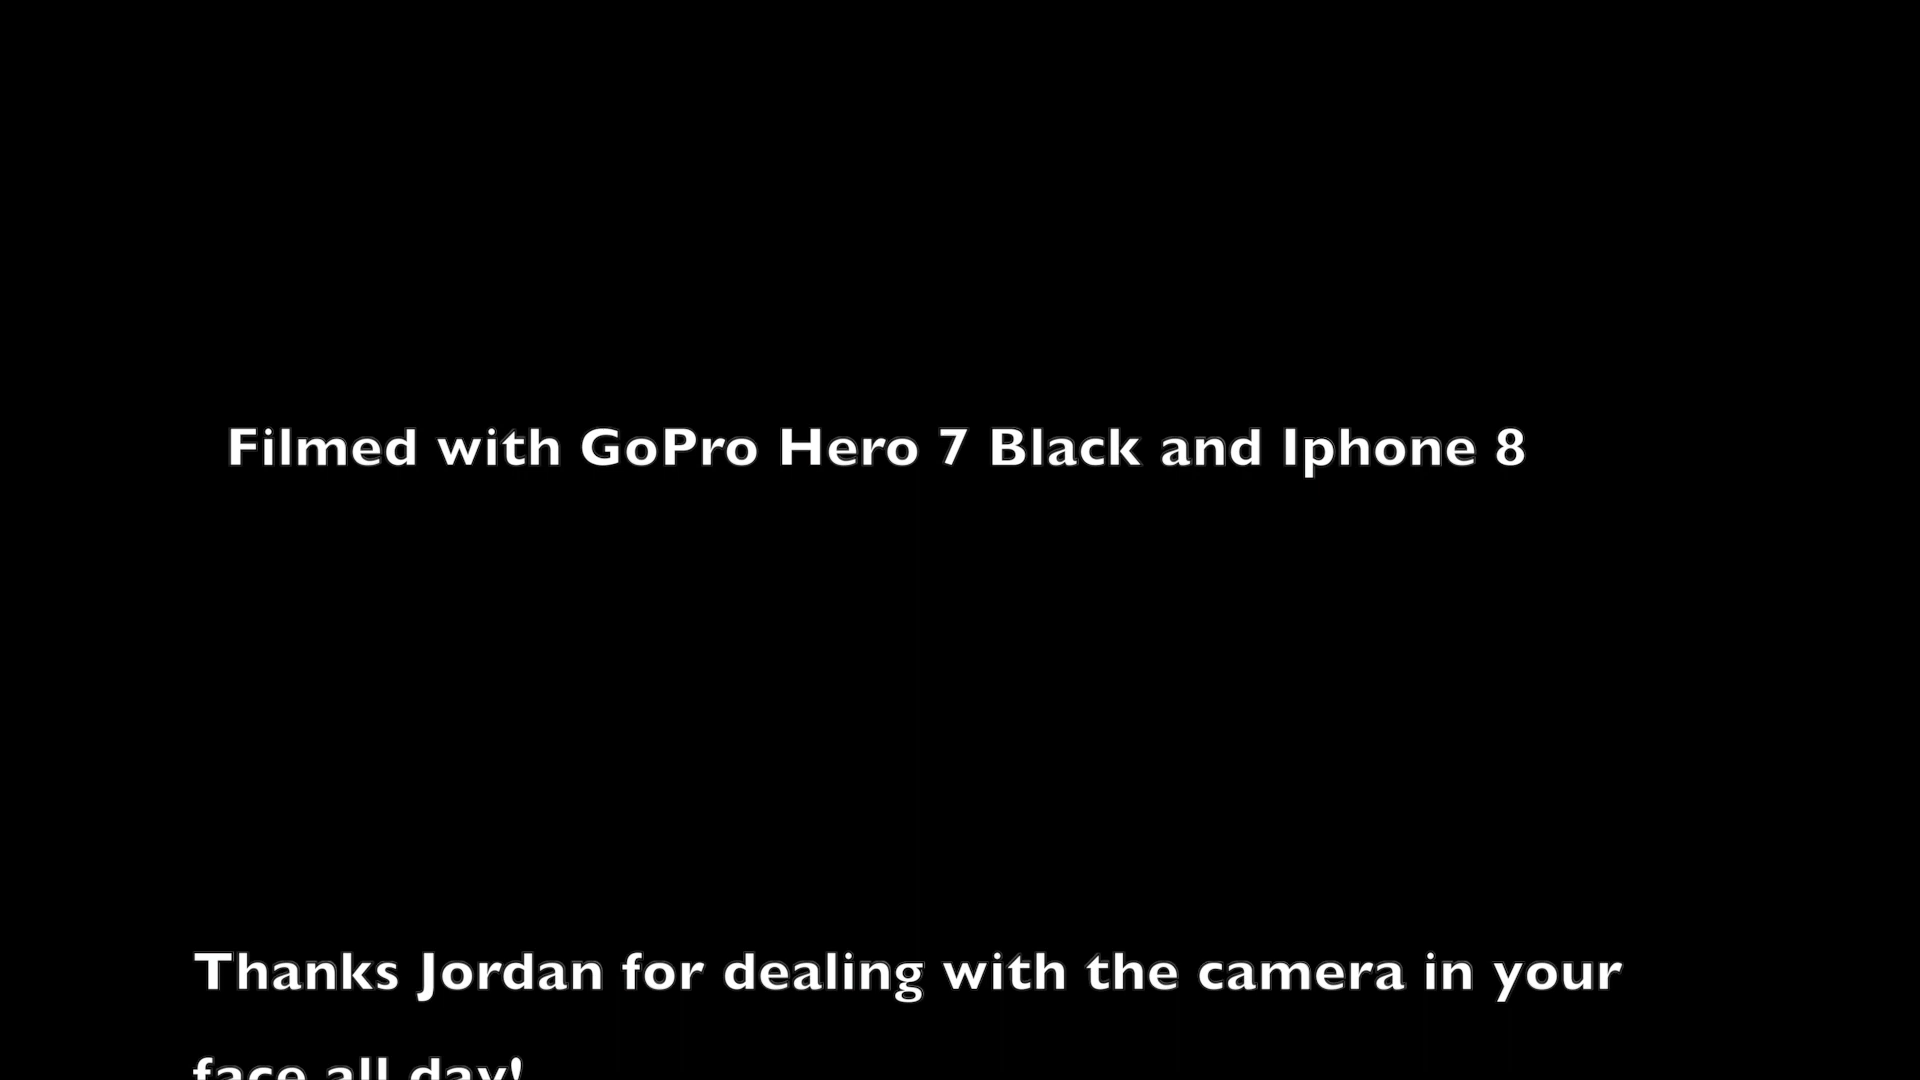 Filmed with GoPro Hero 7 Black and Iphone 8
Thanks Jordan for dealing with the camera in your
face all day!